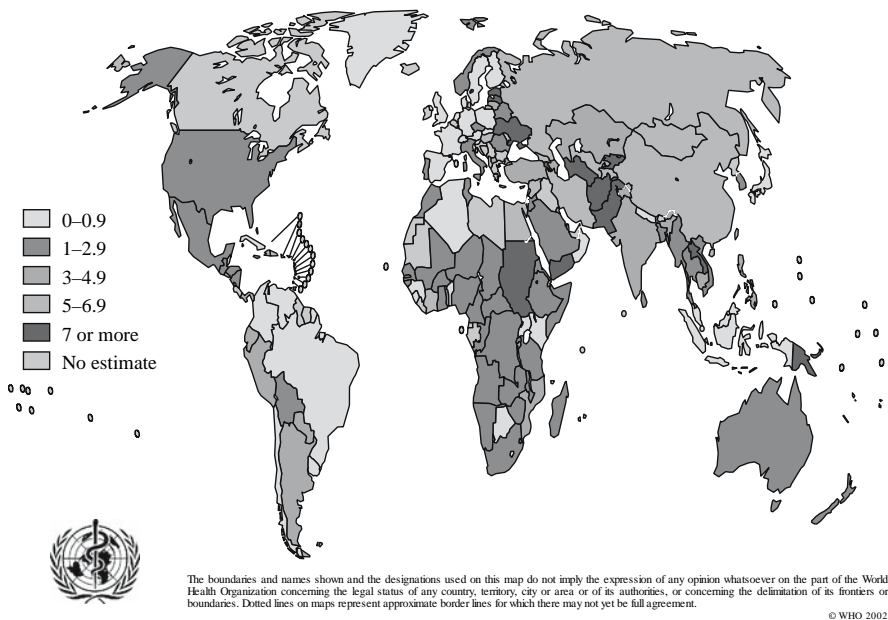 0–0.9
1–2.9
3–4.9
5–6.9
7 or more
No estimate
The boundaries and names shown and the designations used on this map do not imply the expression of any opinion whatsoever on the part of the World
Health Organization concerning the legal status of any country, territory, city or area or of its authorities, or concerning the delimitation of its frontiers or
boundaries. Dotted lines on maps represent approximate border lines for which there may not yet be full agreement.
© WHO 2002